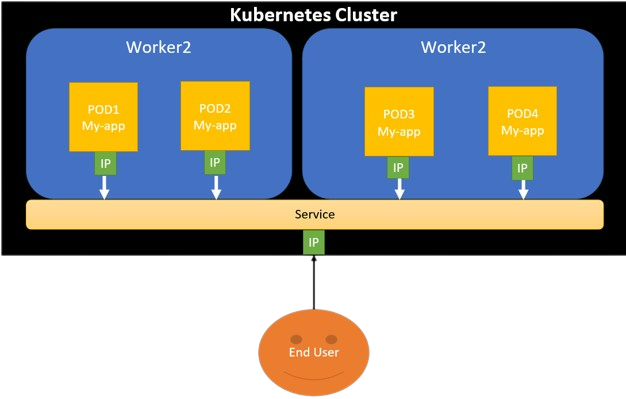 Kubernetes Cluster
Worker2
Worker2
POD1
My-app
POD2
My-app
POD3
My-app
POD4
My-app
IP
IP
IP
IP
Service
IP
End User